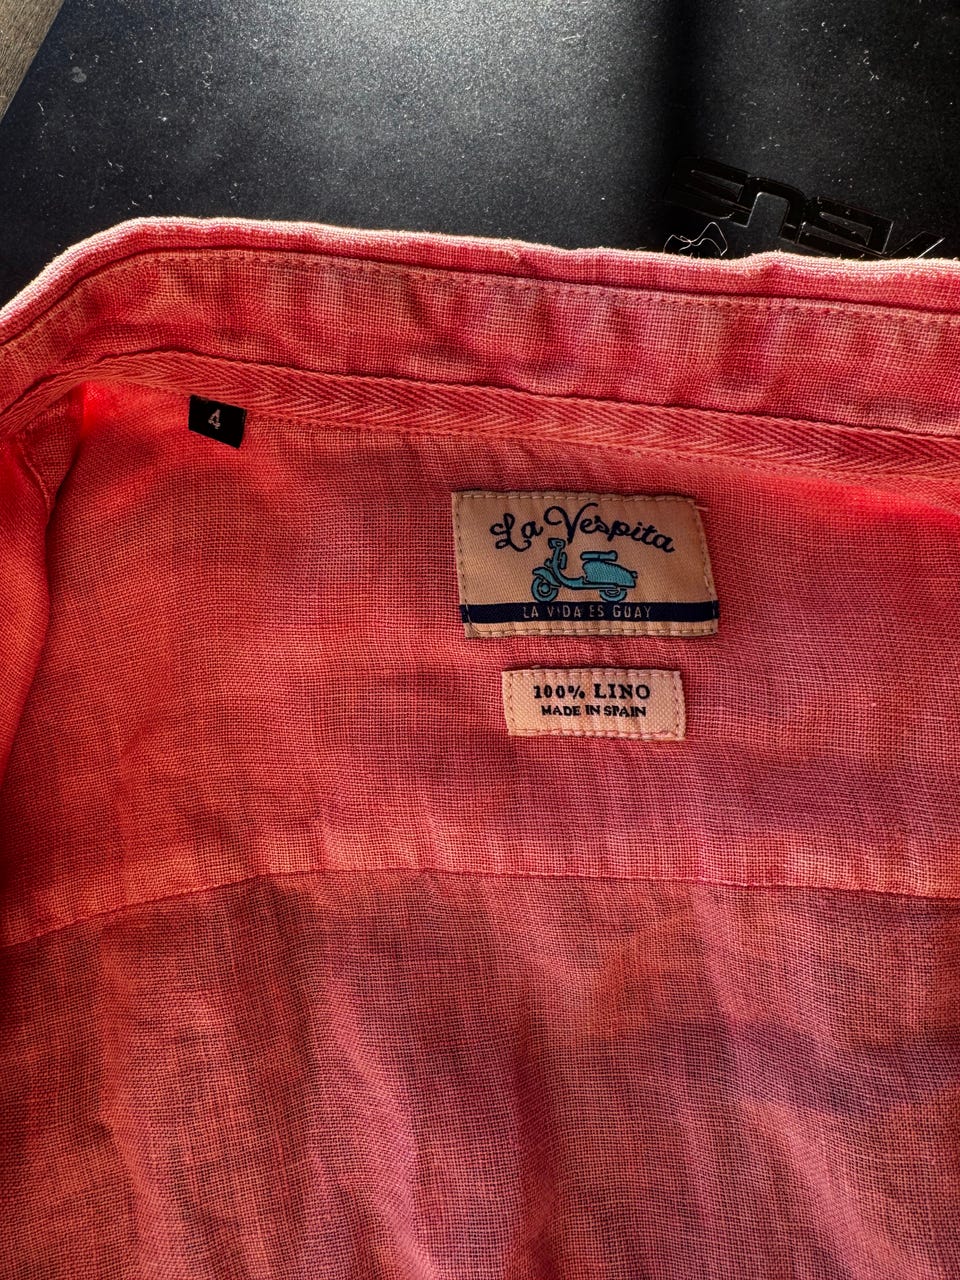 4
La Vespita
LA VIDA ES GUAY
100% LINO
MADE IN SPAIN